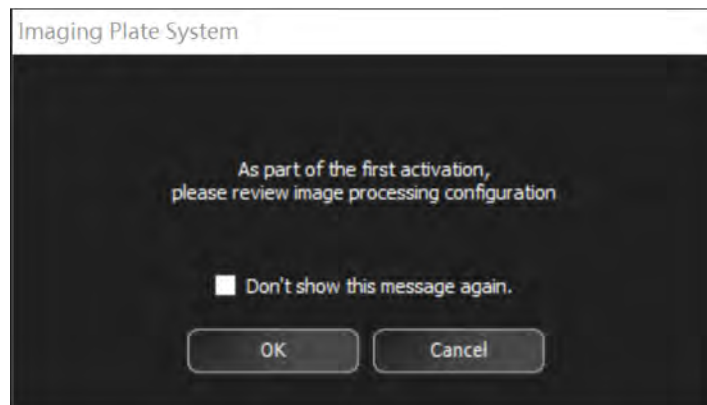 Imaging Plate System
As part of the first activation,
please review image processing configuration
Don't show this message again.
OK
Cancel